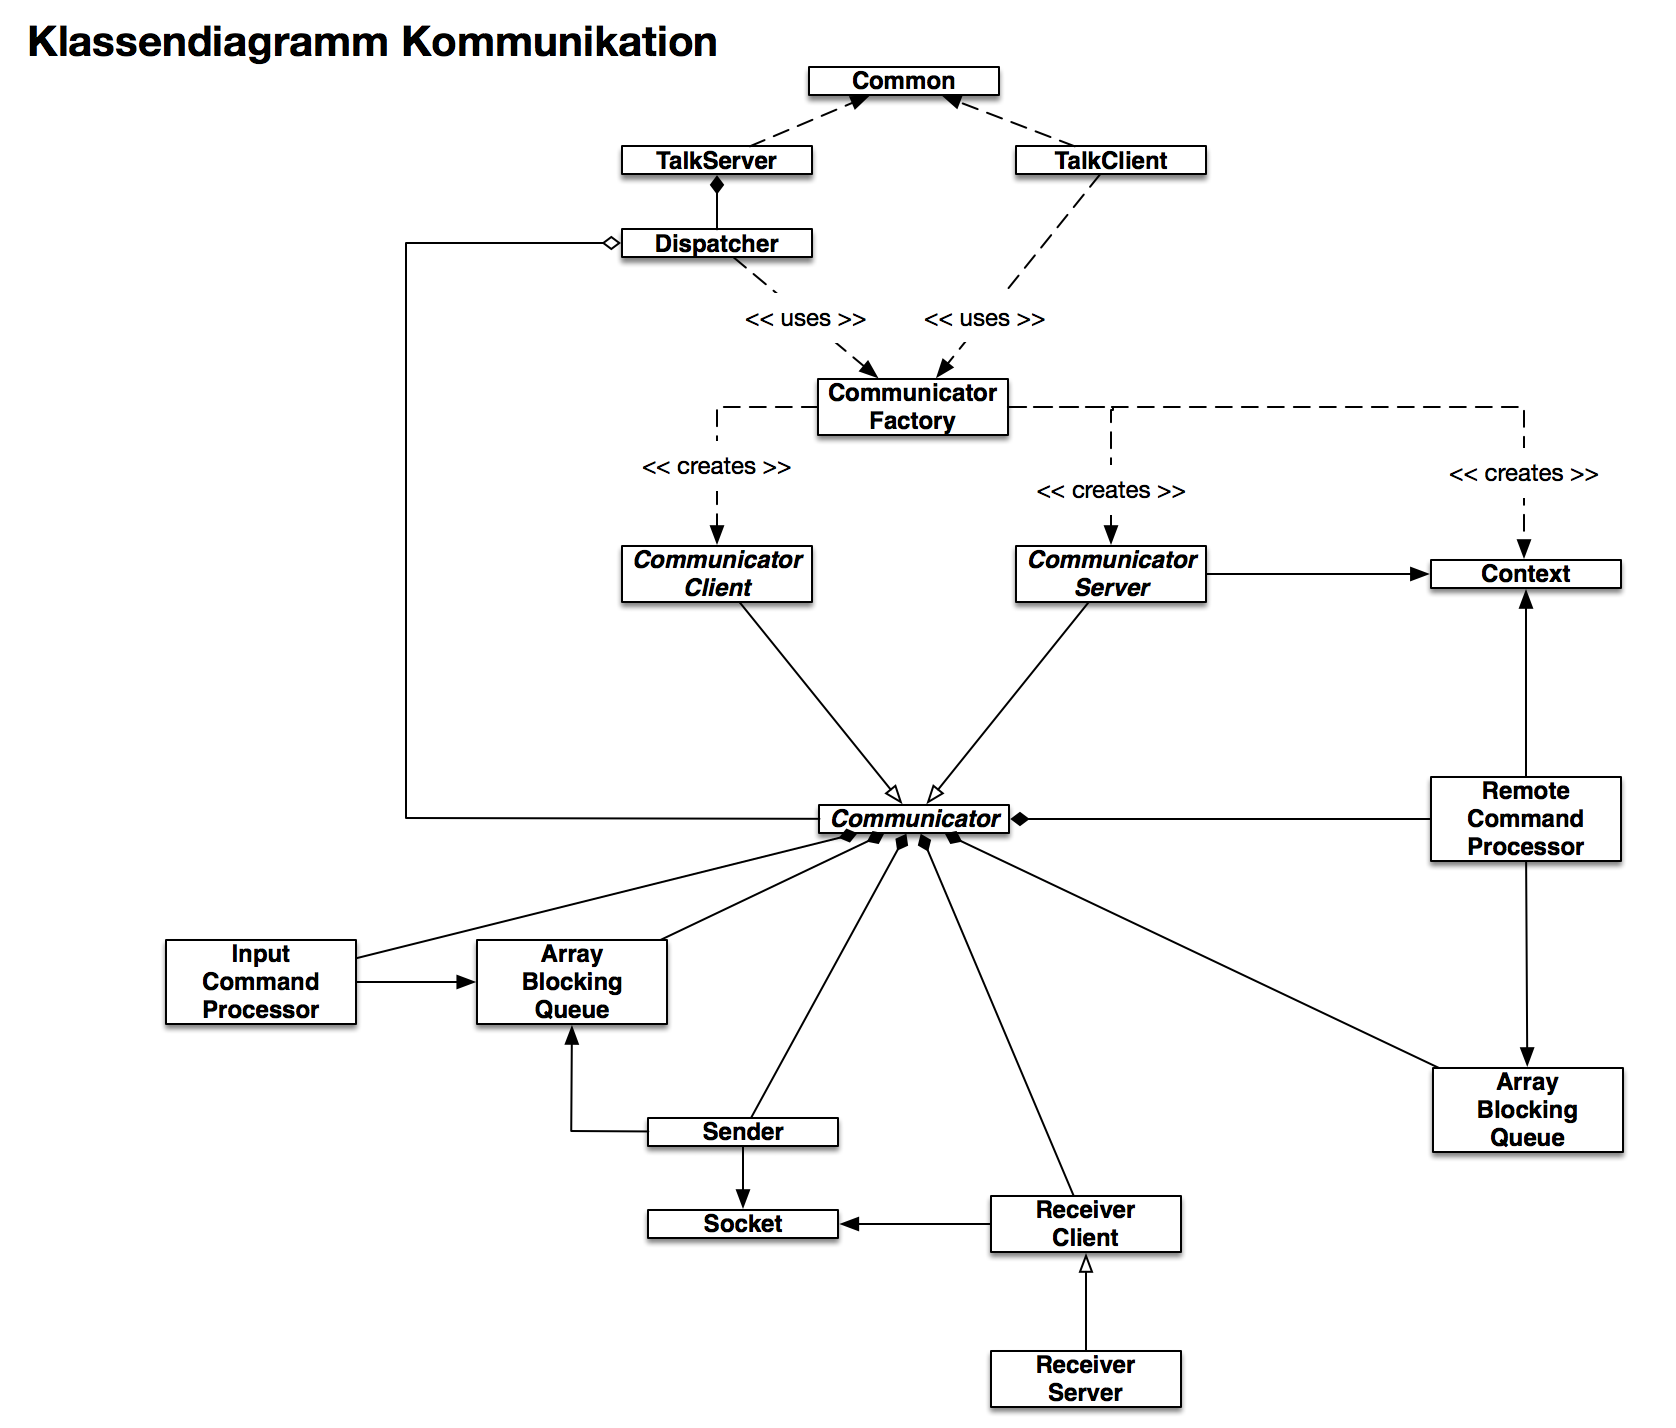 Klassendiagramm Kommunikation
Common
TalkServer
TalkClient
Dispatcher
<< uses >>
<< uses >>
Communicator
Factory
<< creates >>
<< creates >>
<< creates >>
Communicator
Client
Communicator
Server
Context
Communicator
Remote
Command
Processor
Input
Command
Processor
Array
Blocking
Queue
Array
Blocking
Queue
Sender
Socket
Receiver
Client
Receiver
Server